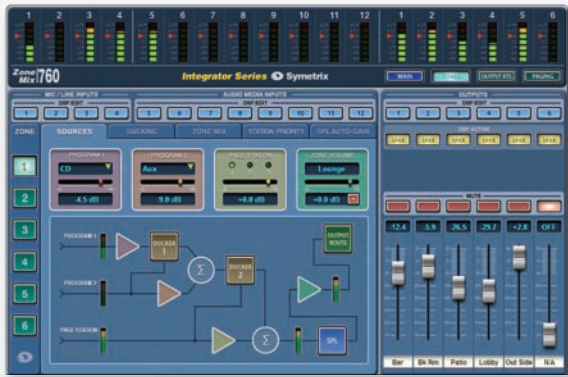 1 2 3 4 5 6 7 8 9 10 11 12 1 2 3 4 5 6
Zone Mix 760
Integrator Series Symetrix
MAIN
OUTPUT RTE
PAGING
MIC / LINE INPUTS
AUDIO MEDIA INPUTS
OUTPUTS
DSP EDIT
DSP EDIT
DSP EDIT
1 2 3 4 5 6 7 8 9 10 11 12 1 2 3 4 5 6
ZONE SOURCES DUCKING ZONE MIX STATION PRIORITY SPL AUTO-GAIN
DSP ACTIVE
1
2
3
4
5
6
PROGRAM 1
CD
-4.5 dB
PROGRAM 2
Aux
-9.0 dB
PAGE STATION
+0.0 dB
ZONE VOLUME
Lounge
+0.0 dB
PROGRAM 1
DUCKER 1
PROGRAM 2
Σ
DUCKER 2
PAGE STATION
Σ
OUTPUT ROUTE
SPL
MUTE
-12.4 -5.9 -26.5 -29.7 +2.8 OFF
Bar Bk Rm Patio Lobby Out Side N/A